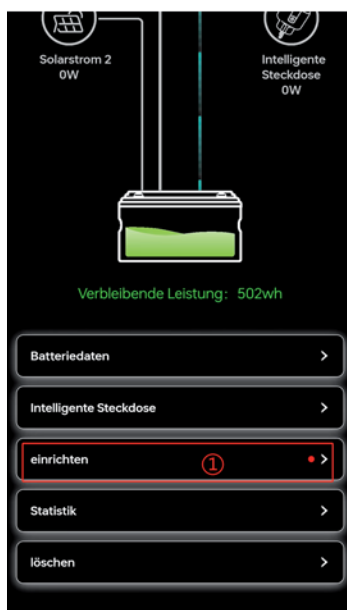 Solarstrom 2
0W
Intelligente
Steckdose
0W
Verbleibende Leistung: 502wh
Batteriedaten
Intelligente Steckdose
einrichten ①
Statistik
löschen